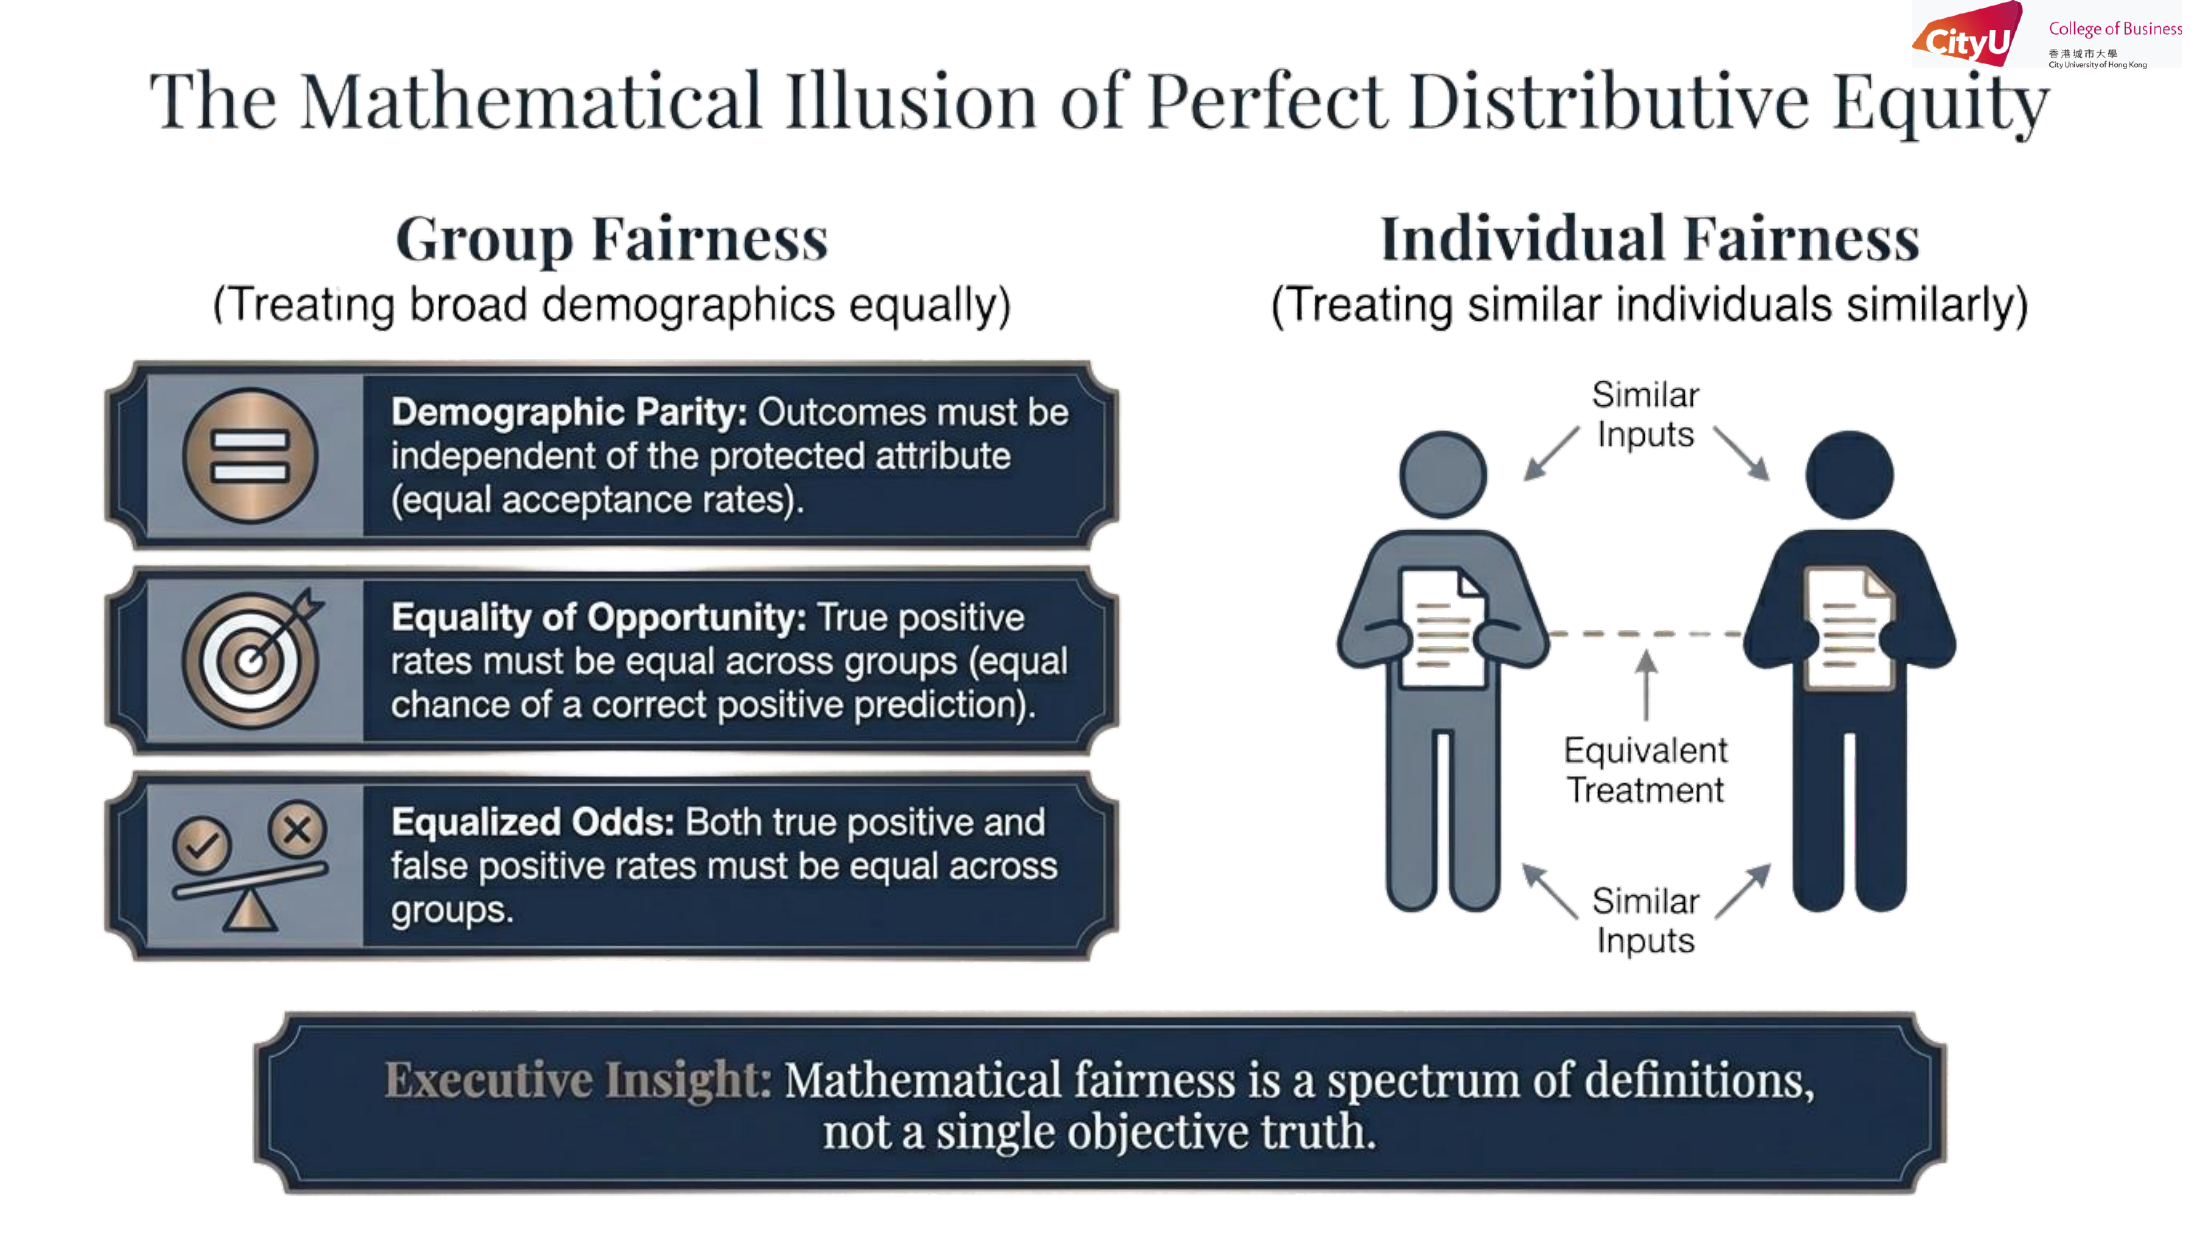 CityU
College of Business
香港城市大學
City University of Hong Kong
The Mathematical Illusion of Perfect Distributive Equity
Group Fairness
(Treating broad demographics equally)
Demographic Parity: Outcomes must be
independent of the protected attribute
(equal acceptance rates).
Equality of Opportunity: True positive
rates must be equal across groups (equal
chance of a correct positive prediction).
Equalized Odds: Both true positive and
false positive rates must be equal across
groups.
Individual Fairness
(Treating similar individuals similarly)
Similar
Inputs
Equivalent
Treatment
Similar
Inputs
Executive Insight: Mathematical fairness is a spectrum of definitions,
not a single objective truth.